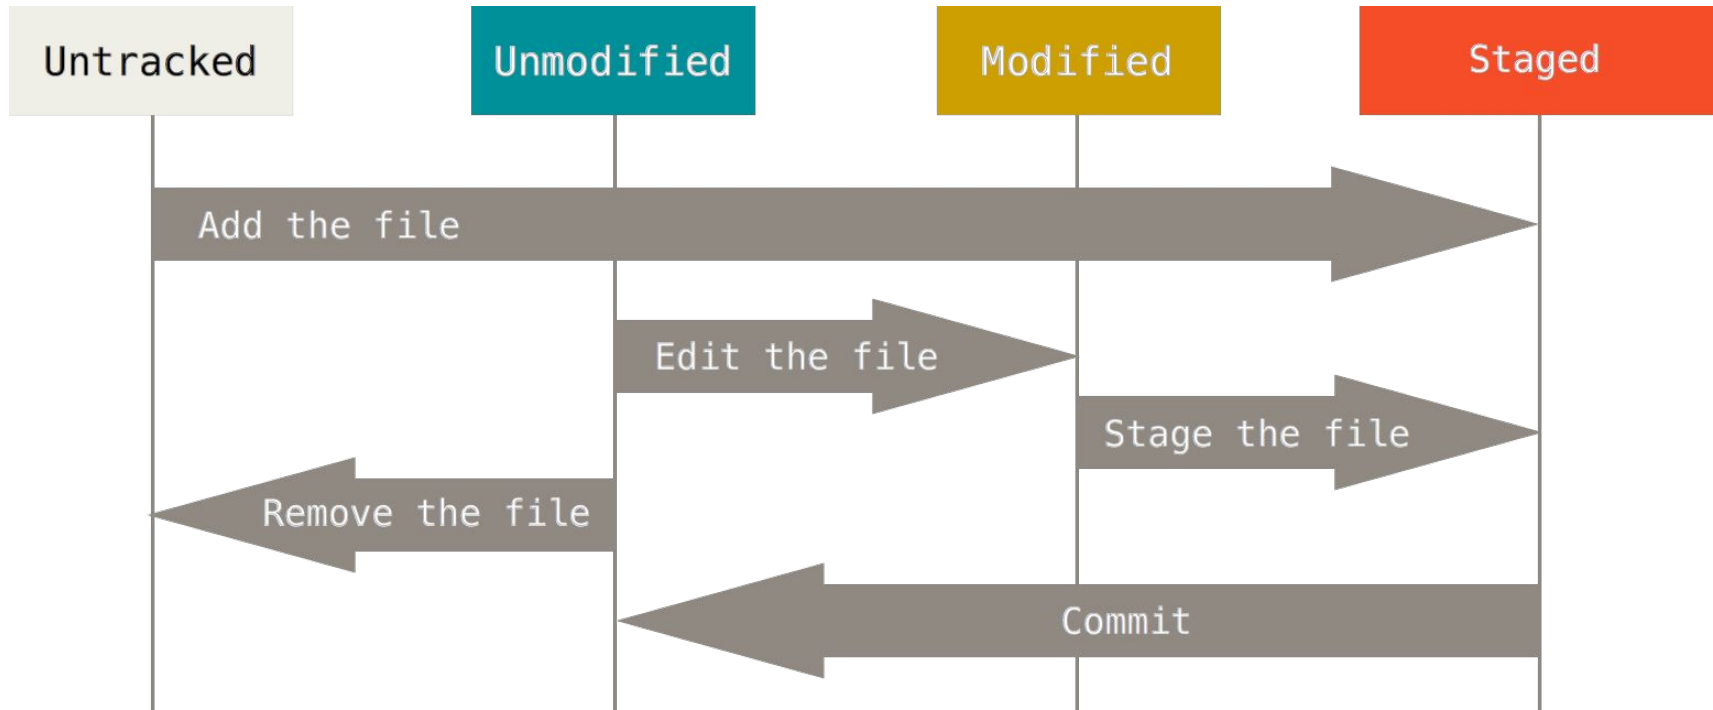 Untracked
Unmodified
Modified
Staged
Add the file
Edit the file
Stage the file
Remove the file
Commit